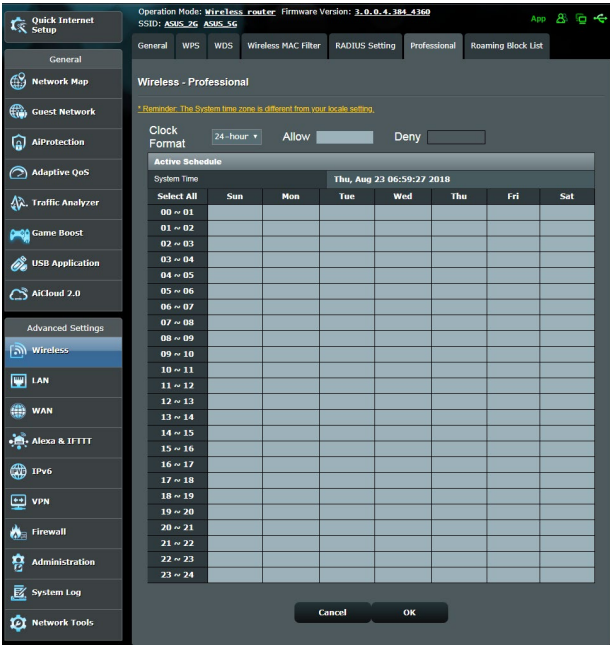 Quick Internet
Setup
General
Network Map
Guest Network
AiProtection
Adaptive QoS
Traffic Analyzer
Game Boost
USB Application
AiCloud 2.0
Advanced Settings
Wireless
LAN
WAN
Alexa & IFTTT
IPv6
VPN
Firewall
Administration
System Log
Network Tools
Operation Mode: Wireless router Firmware Version: 3.0.0.4.384_4360
SSID: ASUS_2G ASUS_5G
App
General WPS WDS Wireless MAC Filter RADIUS Setting Professional Roaming Block List
Wireless - Professional
* Reminder: The System time zone is different from your locale setting.
Clock
Format 24-hour Allow Deny
Active Schedule
System Time Thu, Aug 23 06:59:27 2018
Select All Sun Mon Tue Wed Thu Fri Sat
00 ~ 01
01 ~ 02
02 ~ 03
03 ~ 04
04 ~ 05
05 ~ 06
06 ~ 07
07 ~ 08
08 ~ 09
09 ~ 10
10 ~ 11
11 ~ 12
12 ~ 13
13 ~ 14
14 ~ 15
15 ~ 16
16 ~ 17
17 ~ 18
18 ~ 19
19 ~ 20
20 ~ 21
21 ~ 22
22 ~ 23
23 ~ 24
Cancel OK